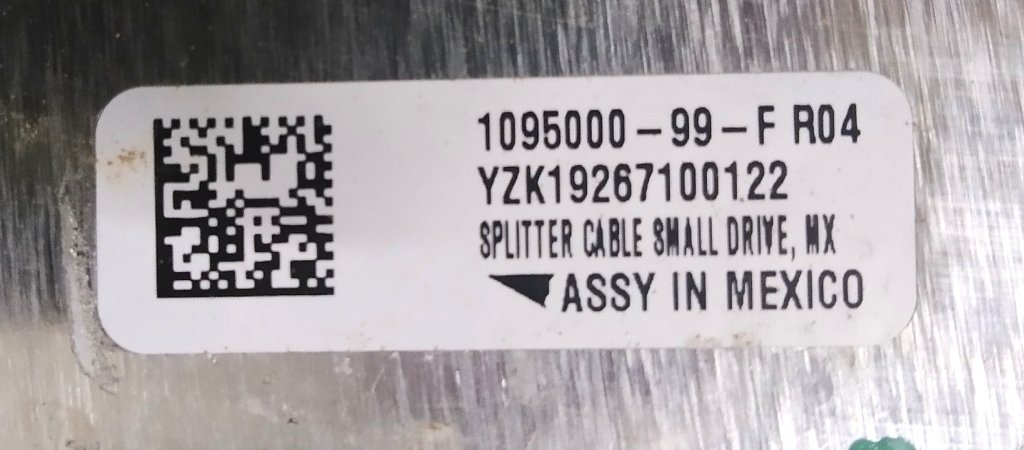 1095000-99-F R04
YZK19267100122
SPLITTER CABLE SMALL DRIVE, MX
ASSY IN MEXICO